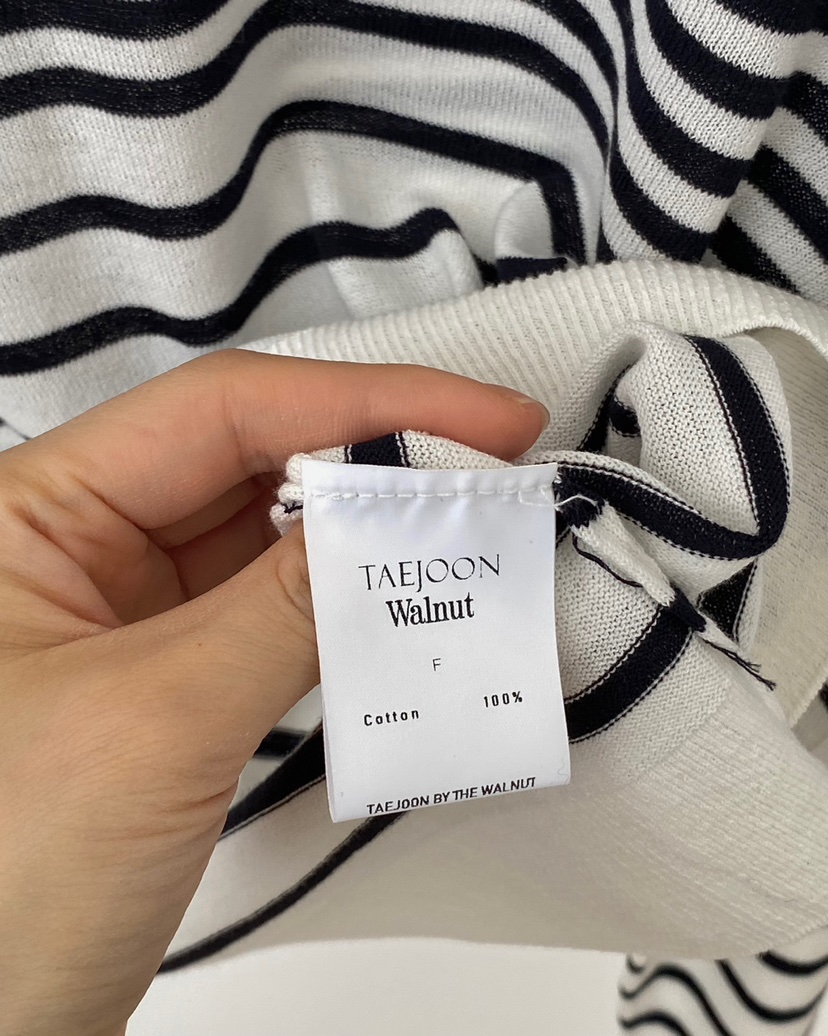 TAEJOON
Walnut
F
Cotton 100%
TAEJOON BY THE WALNUT